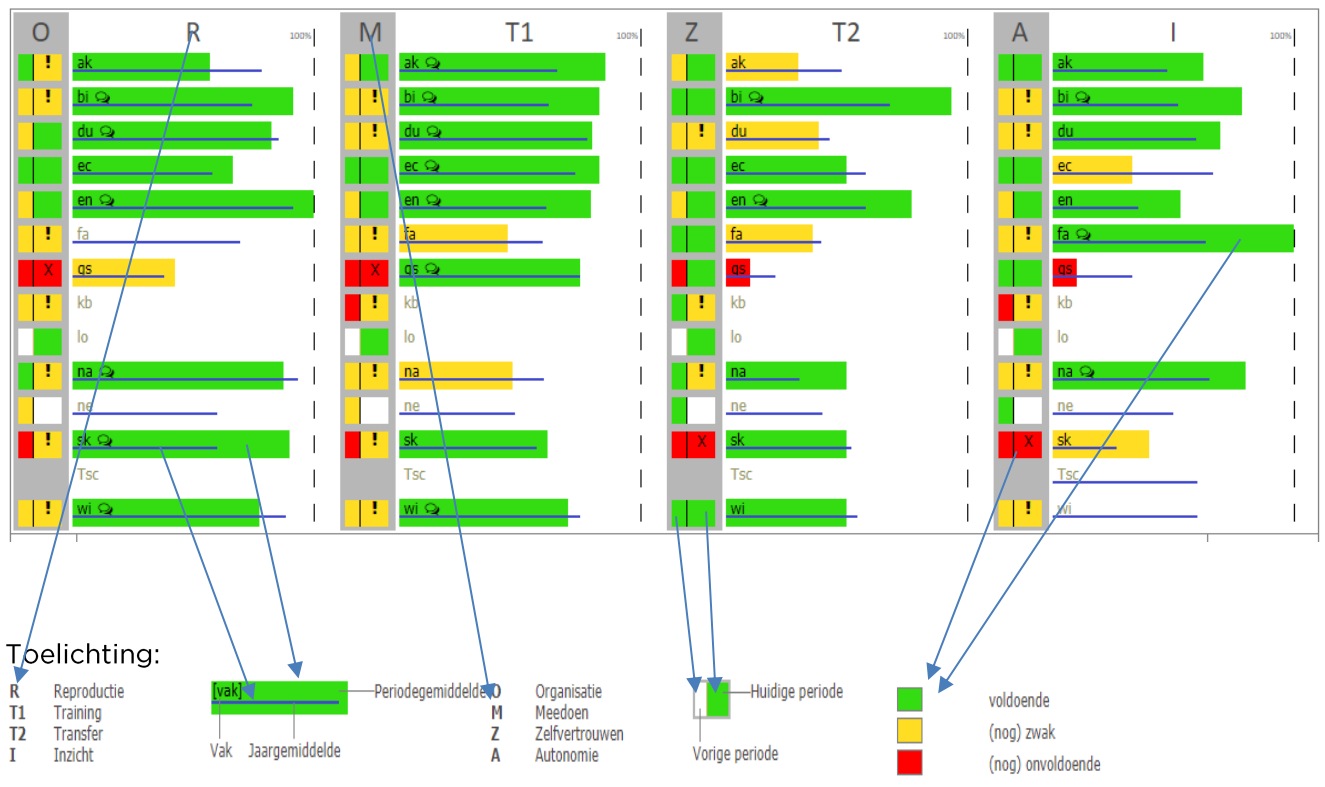 O R 100% M T1 100% Z T2 100% A I 100%
! ak ak ak ak
! bi ! bi bi ! bi
du ! du ! du ! du
ec ec ec ec
en en en en
! fa ! fa fa ! fa
X gs X gs gs gs
! kb ! kb ! kb ! kb
lo lo lo lo
! na ! na ! na ! na
ne ne ne ne
! sk ! sk X sk X sk
Tsc Tsc Tsc Tsc
! wi ! wi wi ! wi
Toelichting:
R Reproductie
T1 Training
T2 Transfer
I Inzicht
[vak]
Periodegemiddelde
Vak Jaargemiddelde
O Organisatie
M Meedoen
Z Zelfvertrouwen
A Autonomie
Huidige periode
Vorige periode
voldoende
(nog) zwak
(nog) onvoldoende